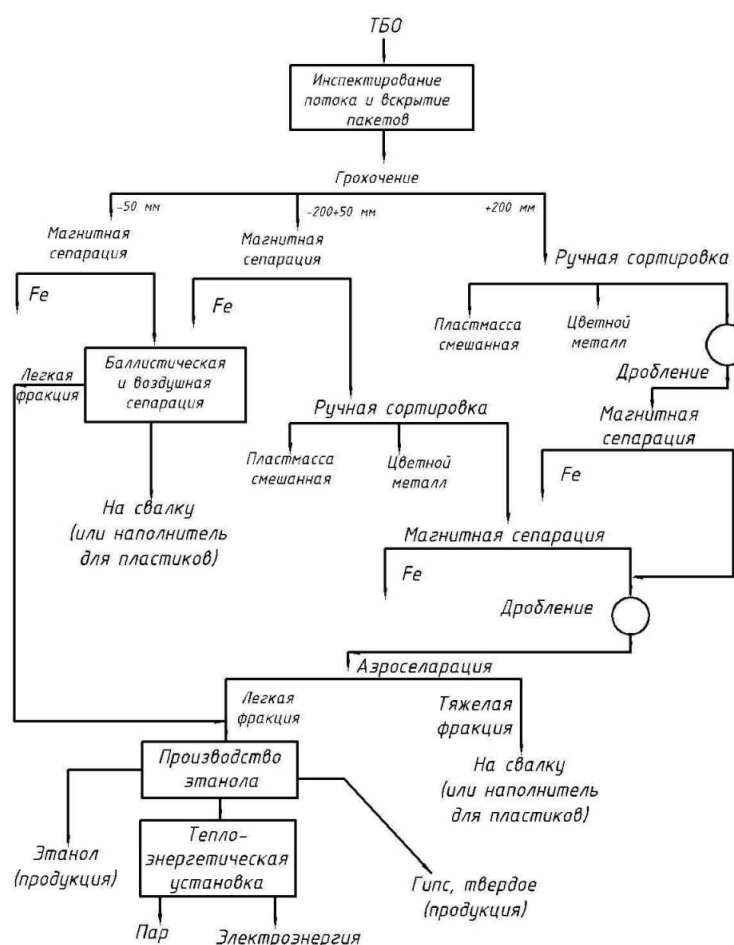 ТБО
Инспектирование
потока и вскрытие
пакетов
Грохочение
-50 мм
-200+50 мм
+200 мм
Магнитная
сепарация
Магнитная
сепарация
Ручная сортировка
Fe
Fe
Пластмасса
смешанная
Цветной
металл
Дробление
Легкая
фракция
Баллистическая
и воздушная
сепарация
Ручная сортировка
Магнитная
сепарация
Пластмасса
смешанная
Цветной
металл
Fe
На свалку
(или наполнитель
для пластиков)
Магнитная сепарация
Fe
Дробление
Аэроселарация
Легкая
фракция
Тяжелая
фракция
Производство
этанола
На свалку
(или наполнитель
для пластиков)
Тепло-
энергетическая
установка
Этанол
(продукция)
Гипс, твердое
(продукция)
Пар
Электроэнергия